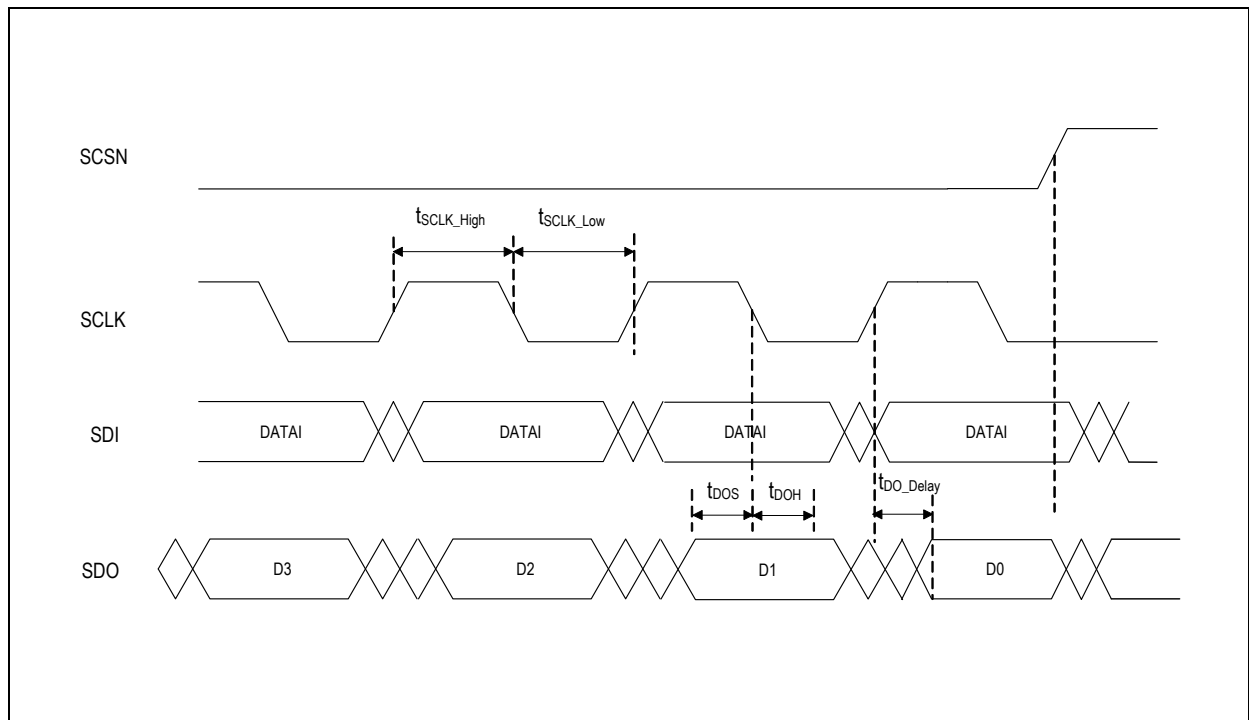 SCSN
tSCLK_High tSCLK_Low
SCLK
SDI DATAI DATAI DATAI DATAI
tDOS tDOH tDO_Delay
SDO D3 D2 D1 D0